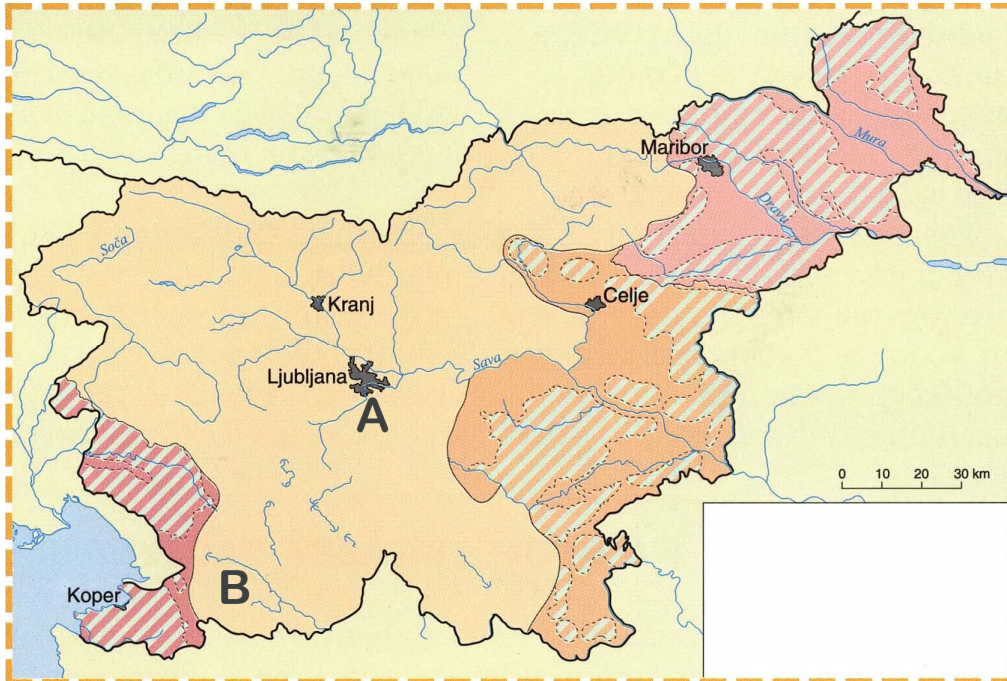 Mura
Maribor
Drava
Soča
Kranj
Celje
Ljubljana
Sava
A
0 10 20 30 km
B
Koper